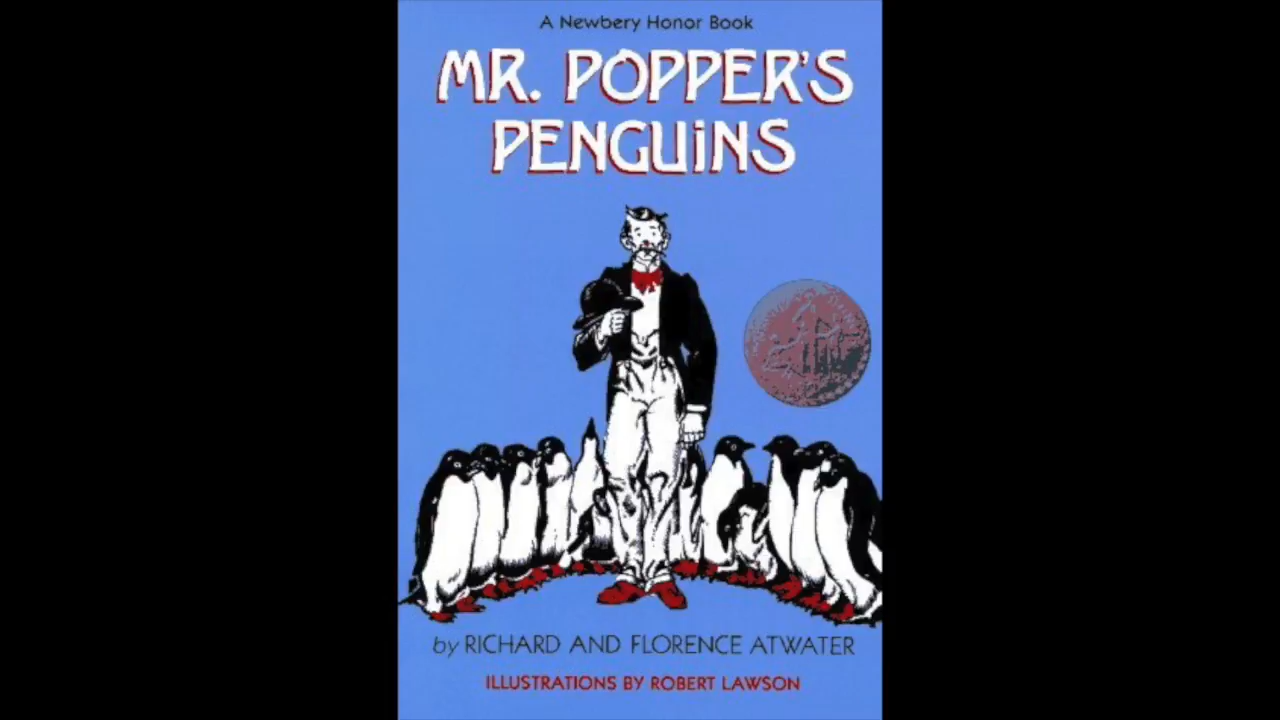 A Newbery Honor Book
MR. POPPER'S
PENGUiNS
by RICHARD AND FLORENCE ATWATER
ILLUSTRATIONS BY ROBERT LAWSON